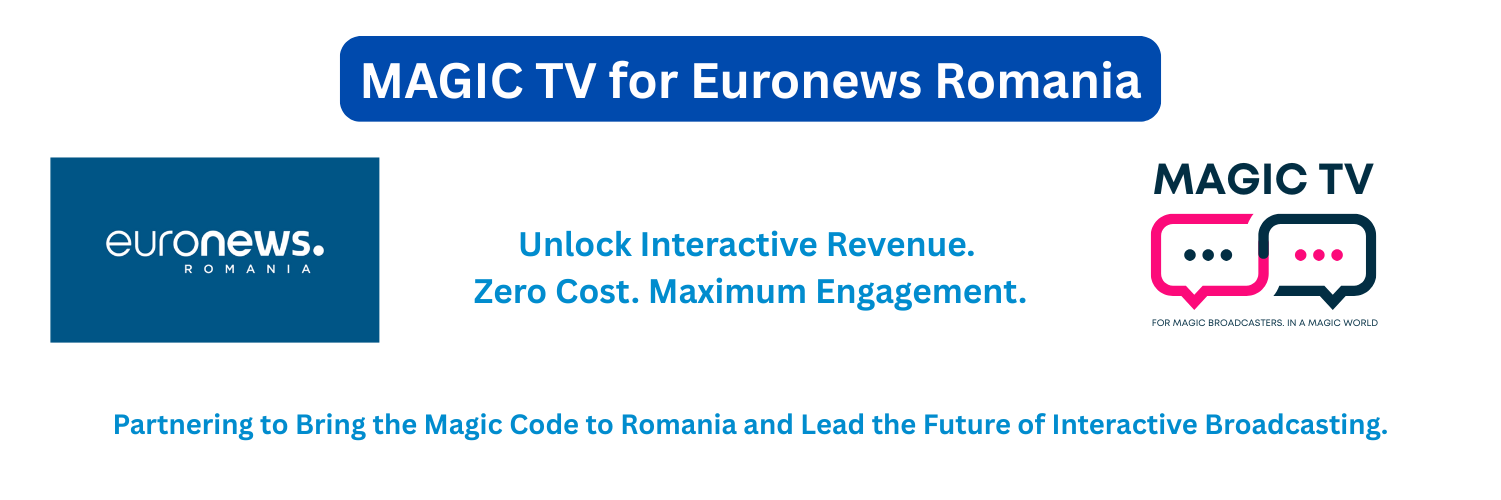 MAGIC TV for Euronews Romania
euronews.
ROMANIA
Unlock Interactive Revenue.
Zero Cost. Maximum Engagement.
MAGIC TV
FOR MAGIC BROADCASTERS. IN A MAGIC WORLD
Partnering to Bring the Magic Code to Romania and Lead the Future of Interactive Broadcasting.